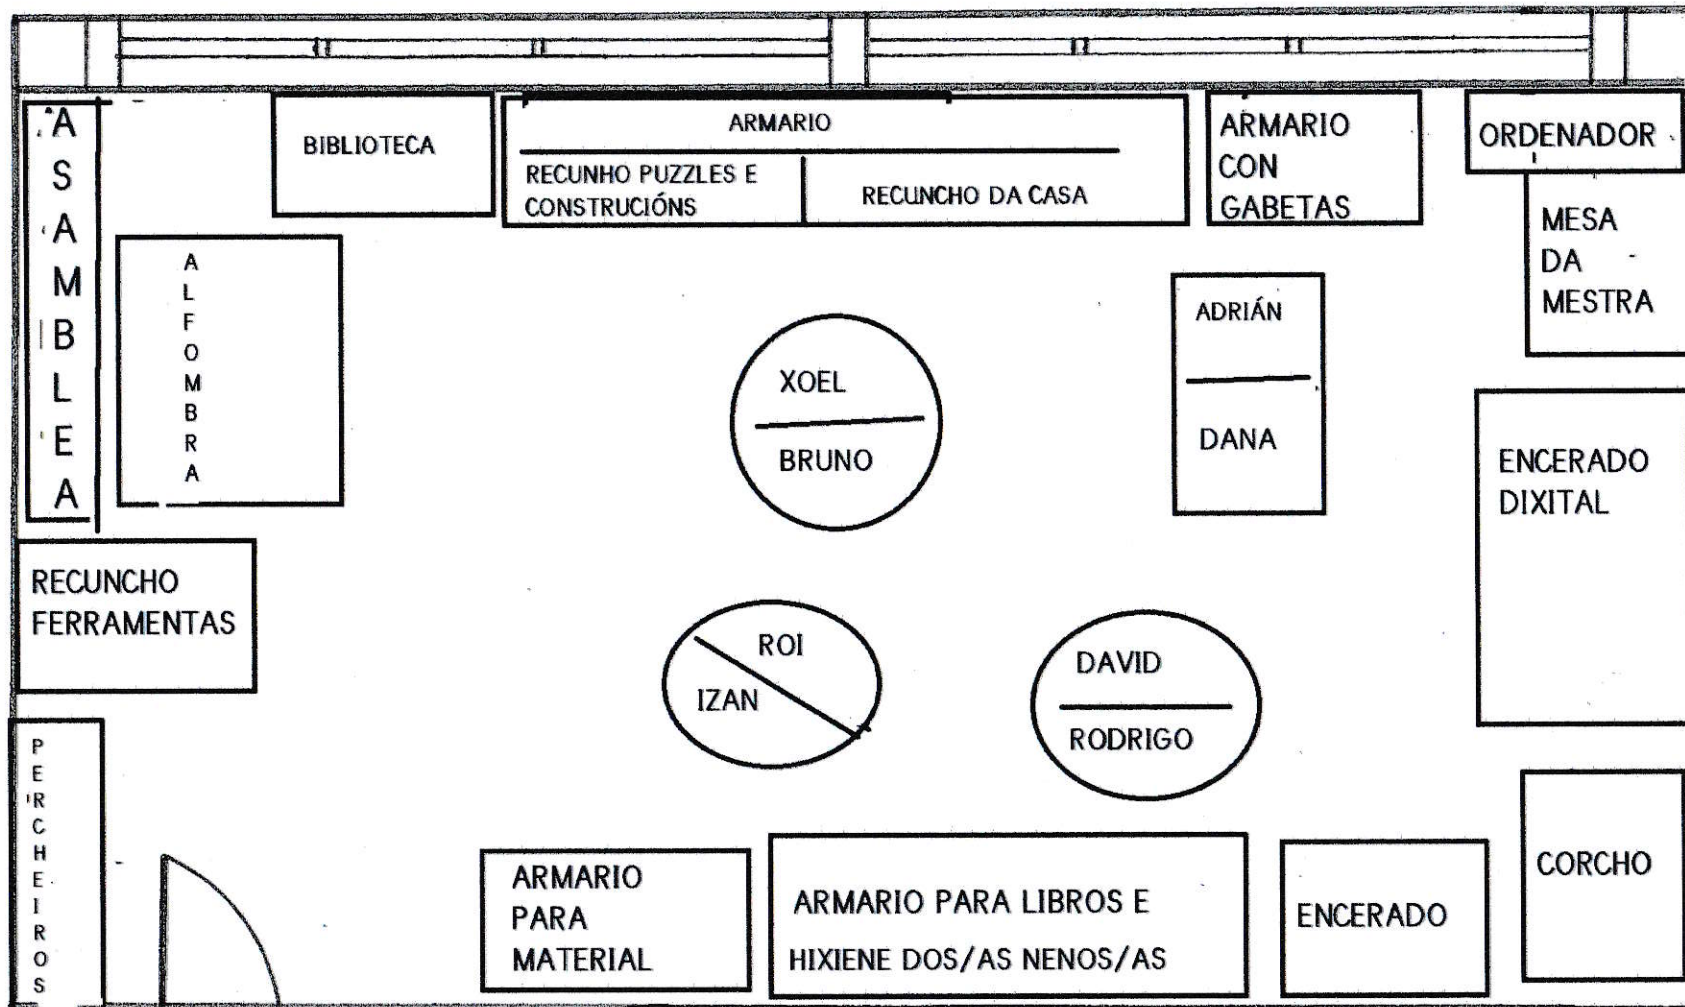 ASAMBLEA
BIBLIOTECA
ARMARIO
RECUNHO PUZZLES E
CONSTRUCIÓNS
RECUNCHO DA CASA
ARMARIO
CON
GABETAS
ORDENADOR
MESA
DA
MESTRA
ALFOMBRA
XOEL
BRUNO
ADRIÁN
DANA
ENCERADO
DIXITAL
RECUNCHO
FERRAMENTAS
ROI
IZAN
DAVID
RODRIGO
PERCHEIROS
ARMARIO
PARA
MATERIAL
ARMARIO PARA LIBROS E
HIXIENE DOS/AS NENOS/AS
ENCERADO
CORCHO